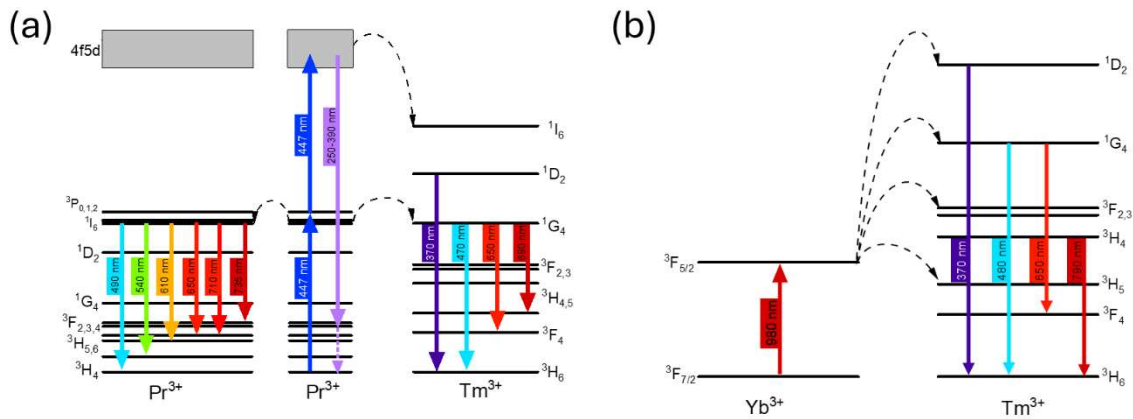 (a)
4f5d
³P₀,₁,₂
¹I₆
¹D₂
¹G₄
³F₂,₃,₄
³H₅,₆
³H₄
490 nm
540 nm
610 nm
650 nm
710 nm
735 nm
Pr³⁺
447 nm
447 nm
250-390 nm
Pr³⁺
¹I₆
¹D₂
¹G₄
³F₂,₃
³H₄,₅
³F₄
³H₆
370 nm
470 nm
650 nm
Tm³⁺
(b)
³F₅/₂
³F₇/₂
980 nm
Yb³⁺
¹D₂
¹G₄
³F₂,₃
³H₄
³H₅
³F₄
³H₆
370 nm
480 nm
650 nm
790 nm
Tm³⁺